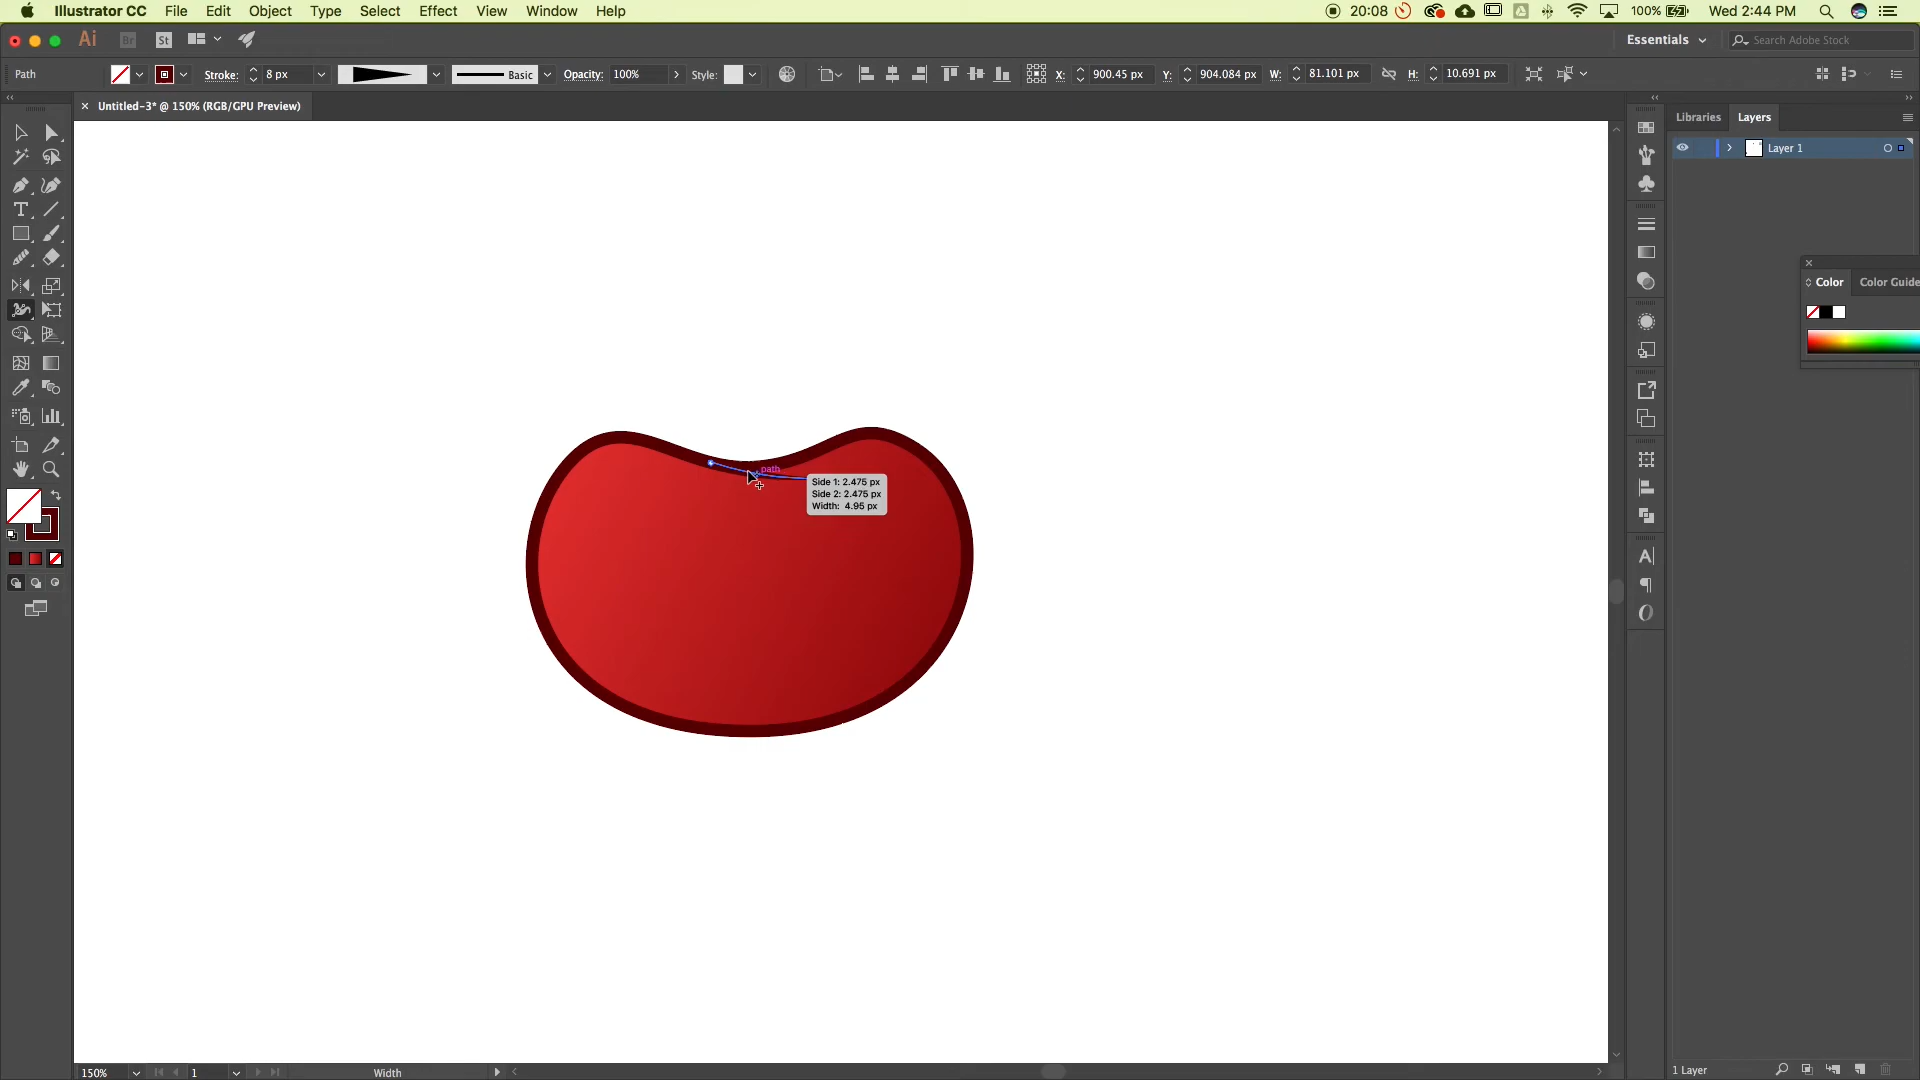 Illustrator CC File Edit Object Type Select Effect View Window Help 20:08 100% Wed 2:44 PM
Ai Br St Essentials Search Adobe Stock
Path Stroke: 8 px Basic Opacity: 100% Style: X: 900.45 px Y: 904.084 px W: 81.101 px H: 10.691 px
Untitled-3* @ 150% (RGB/GPU Preview)
Libraries Layers
Layer 1
Color Color Guide
path
Side 1: 2.475 px
Side 2: 2.475 px
Width: 4.95 px
150% 1 Width 1 Layer